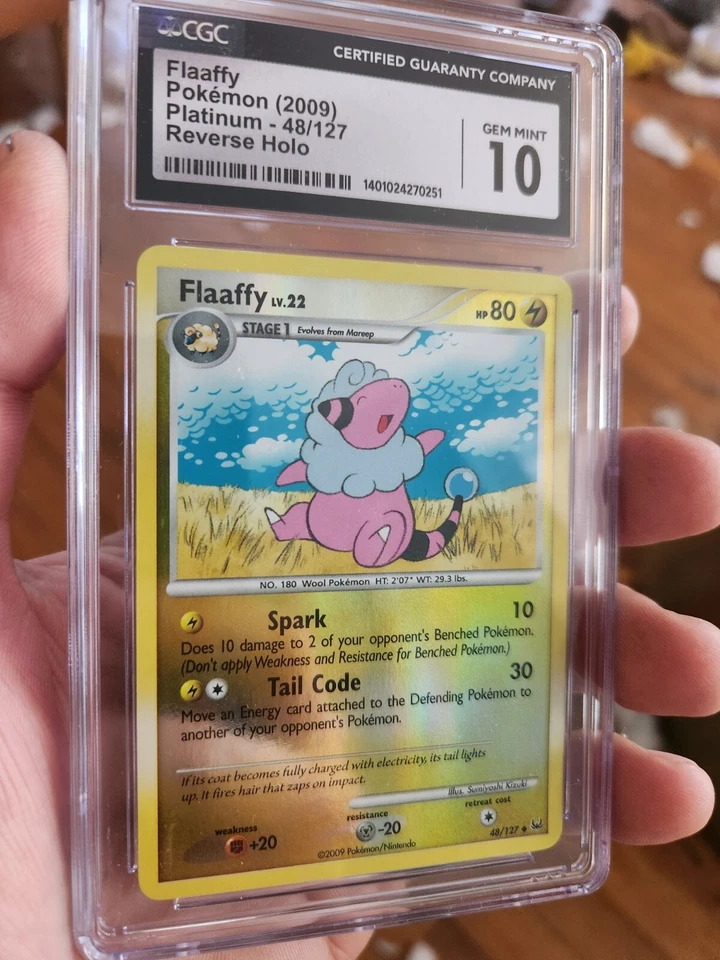 CGC
CERTIFIED GUARANTY COMPANY
Flaaffy
Pokémon (2009)
Platinum - 48/127
Reverse Holo
GEM MINT
10
1401024270251
Flaaffy LV.22
HP 80
STAGE 1 Evolves from Mareep
NO. 180 Wool Pokémon HT: 2'07" WT: 29.3 lbs.
Spark 10
Does 10 damage to 2 of your opponent's Benched Pokémon.
(Don't apply Weakness and Resistance for Benched Pokémon.)
Tail Code 30
Move an Energy card attached to the Defending Pokémon to
another of your opponent's Pokémon.
If its coat becomes fully charged with electricity, its tail lights
up. It fires hair that zaps on impact.
Illus. Sumiyoshi Kizuki
weakness
+20
resistance
-20
retreat cost
48/127
©2009 Pokémon/Nintendo